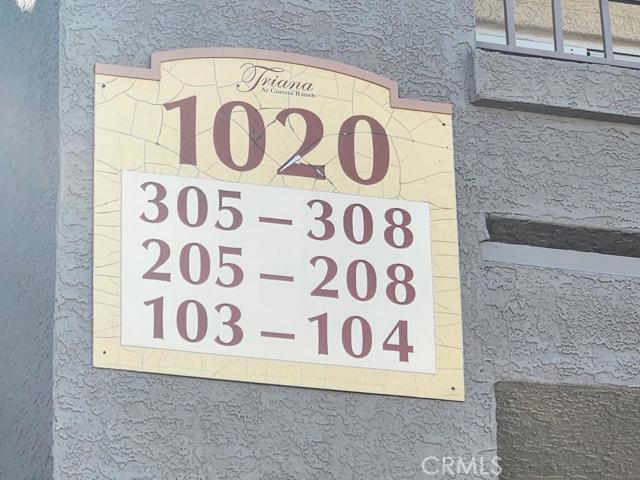 Triana
At Corona Ranch
1020
305 – 308
205 – 208
103 – 104
CRMLS